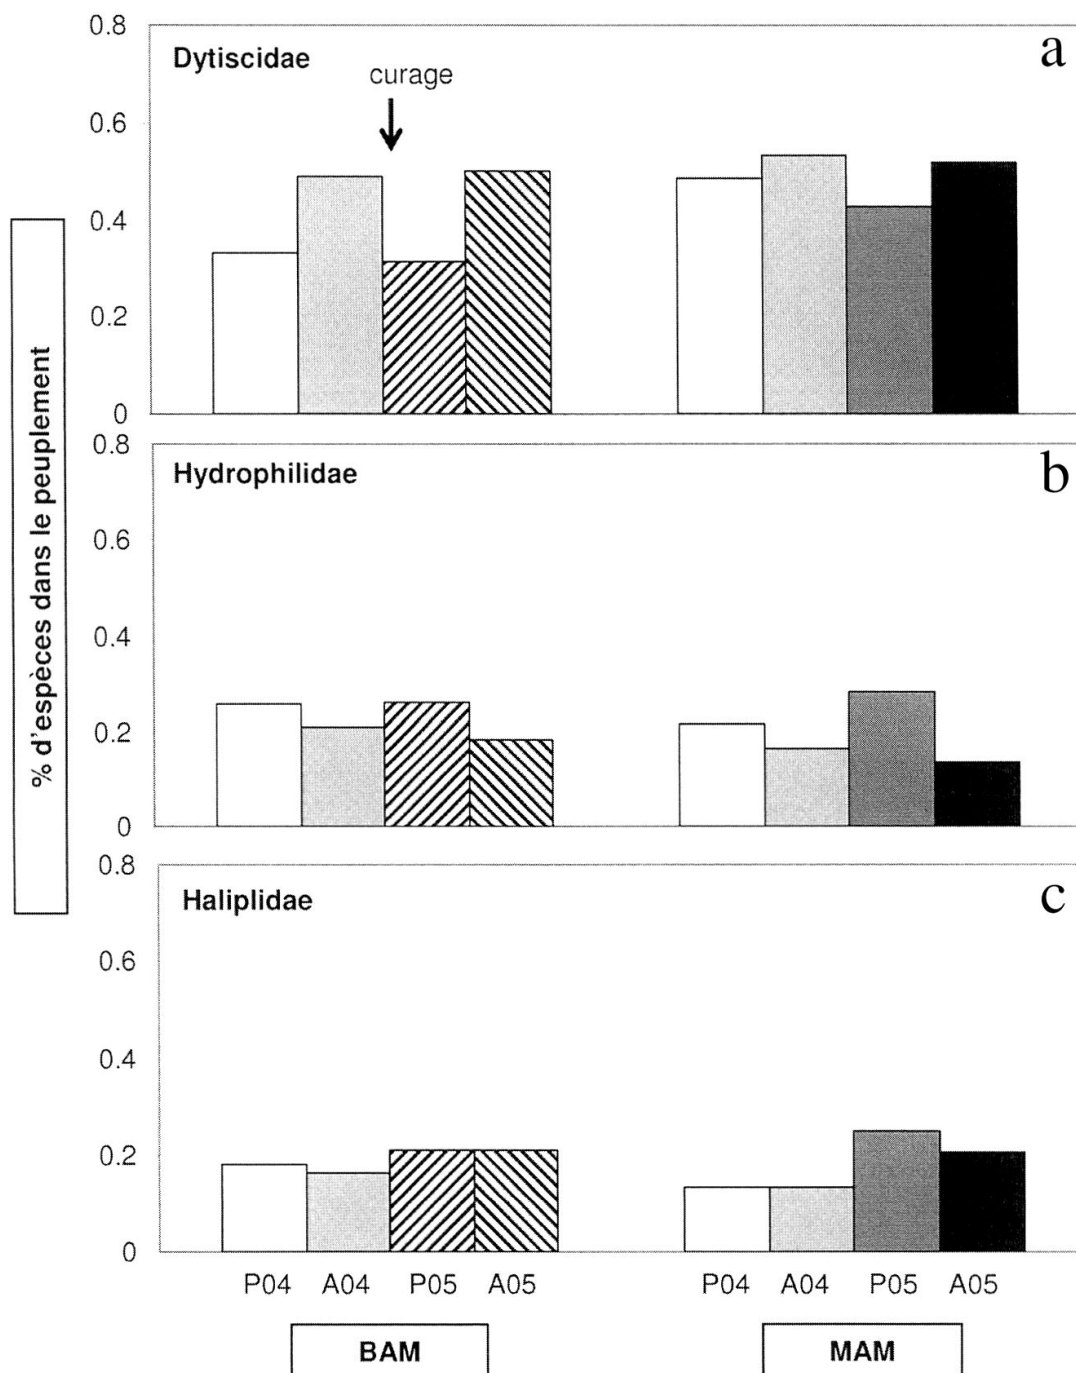 % d'espèces dans le peuplement
0.8
0.6
0.4
0.2
0
Dytiscidae
curage
a
0.8
0.6
0.4
0.2
0
Hydrophilidae
b
0.8
0.6
0.4
0.2
0
Haliplidae
c
P04 A04 P05 A05 P04 A04 P05 A05
BAM MAM